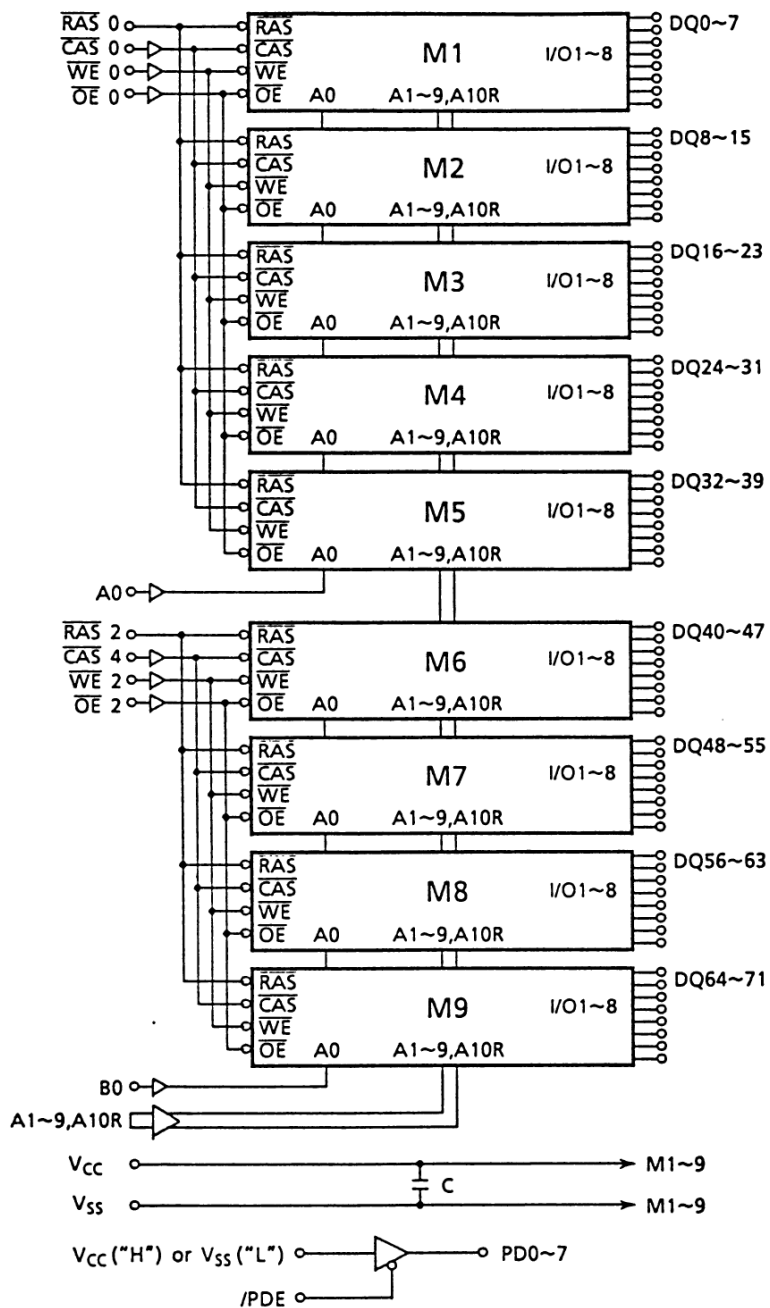 RAS 0
CAS 0
WE 0
OE 0
RAS
CAS
WE
OE A0 A1~9,A10R
M1
I/O1~8
DQ0~7
RAS
CAS
WE
OE A0 A1~9,A10R
M2
I/O1~8
DQ8~15
RAS
CAS
WE
OE A0 A1~9,A10R
M3
I/O1~8
DQ16~23
RAS
CAS
WE
OE A0 A1~9,A10R
M4
I/O1~8
DQ24~31
RAS
CAS
WE
OE A0 A1~9,A10R
M5
I/O1~8
DQ32~39
A0
RAS 2
CAS 4
WE 2
OE 2
RAS
CAS
WE
OE A0 A1~9,A10R
M6
I/O1~8
DQ40~47
RAS
CAS
WE
OE A0 A1~9,A10R
M7
I/O1~8
DQ48~55
RAS
CAS
WE
OE A0 A1~9,A10R
M8
I/O1~8
DQ56~63
RAS
CAS
WE
OE A0 A1~9,A10R
M9
I/O1~8
DQ64~71
B0
A1~9,A10R
VCC
M1~9
C
VSS
M1~9
VCC("H") or VSS("L")
PD0~7
/PDE